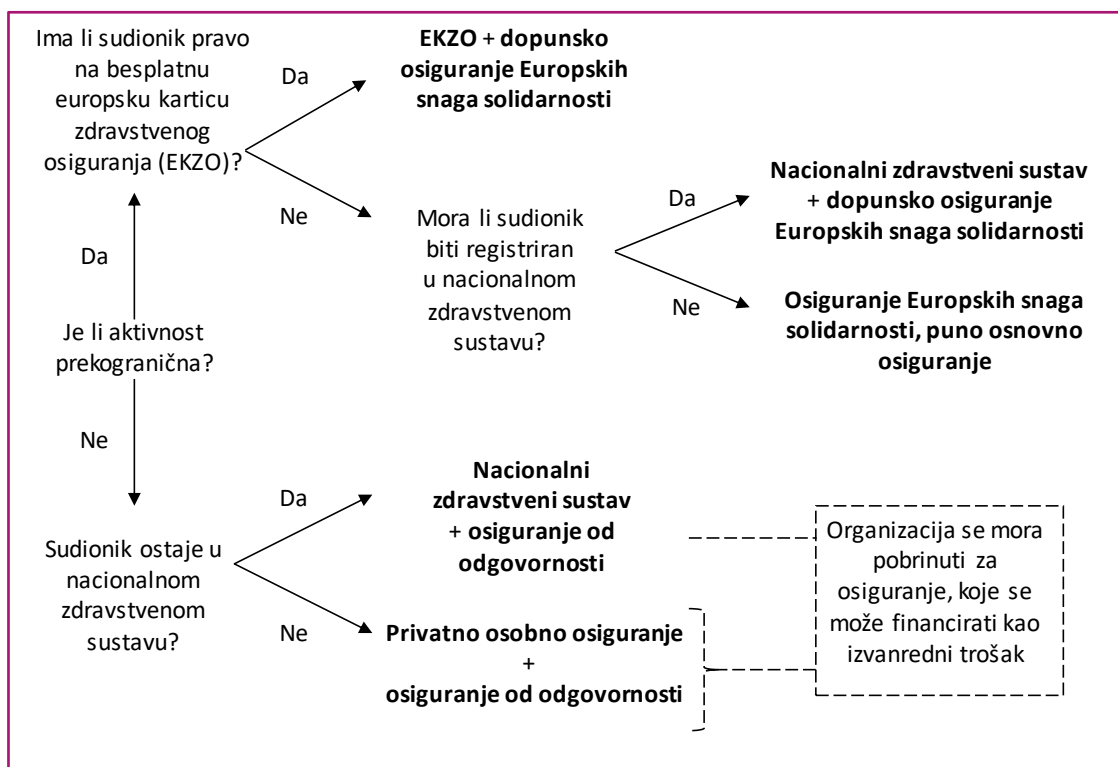 Ima li sudionik pravo
na besplatnu
europsku karticu
zdravstvenog
osiguranja (EKZO)?
Da
EKZO + dopunsko
osiguranje Europskih
snaga solidarnosti
Ne
Mora li sudionik
biti registriran
u nacionalnom
zdravstvenom
sustavu?
Da
Nacionalni zdravstveni sustav
+ dopunsko osiguranje
Europskih snaga solidarnosti
Ne
Osiguranje Europskih snaga
solidarnosti, puno osnovno
osiguranje
Da
Je li aktivnost
prekogranična?
Ne
Sudionik ostaje u
nacionalnom
zdravstvenom
sustavu?
Da
Nacionalni
zdravstveni sustav
+ osiguranje od
odgovornosti
Ne
Privatno osobno osiguranje
+
osiguranje od odgovornosti
Organizacija se mora
pobrinuti za
osiguranje, koje se
može financirati kao
izvanredni trošak